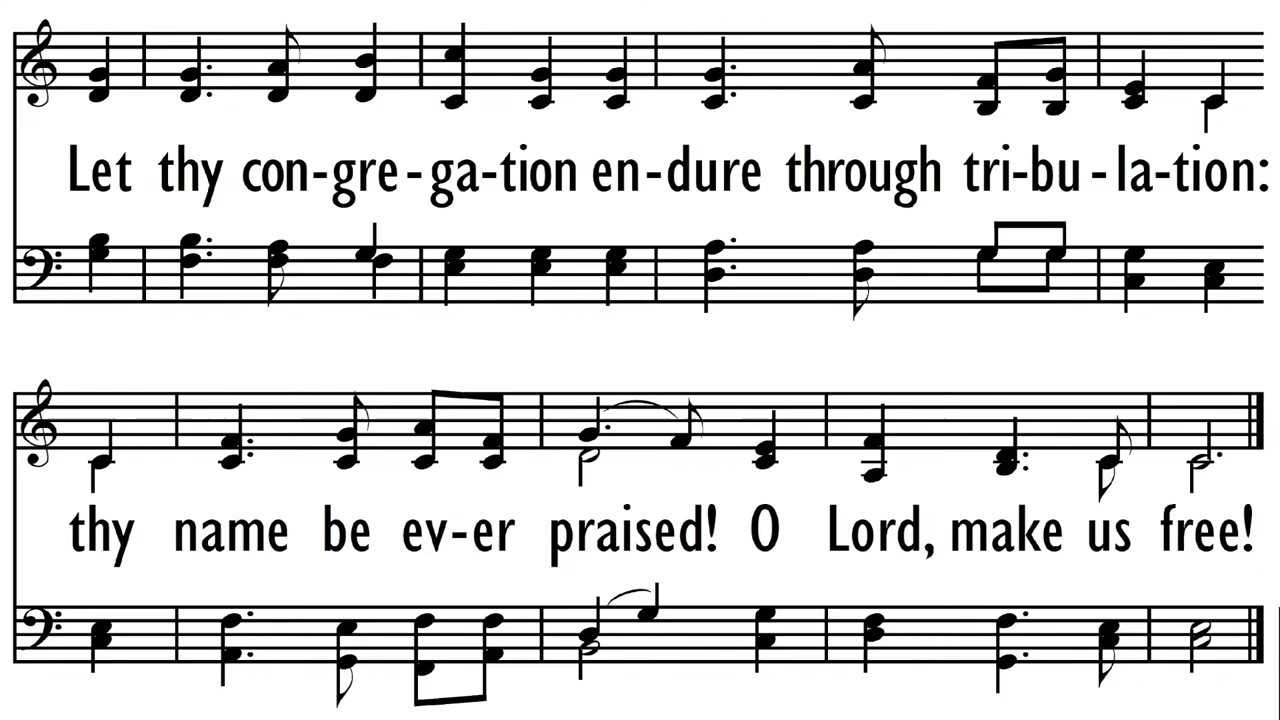 Let thy con-gre-ga-tion en-dure through tri-bu-la-tion:
thy name be ev-er praised! O Lord, make us free!